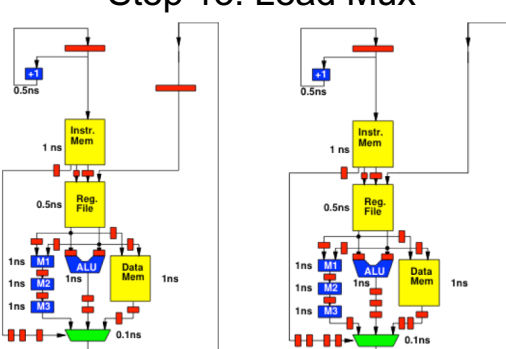 Step 15: Load Mux
+1
0.5ns
Instr.
Mem
1 ns
Reg.
File
0.5ns
1ns M1
ALU
1ns M2
1ns
Data
Mem
1ns
1ns M3
0.1ns
+1
0.5ns
Instr.
Mem
1 ns
Reg.
File
0.5ns
1ns M1
ALU
1ns M2
1ns
Data
Mem
1ns
1ns M3
0.1ns